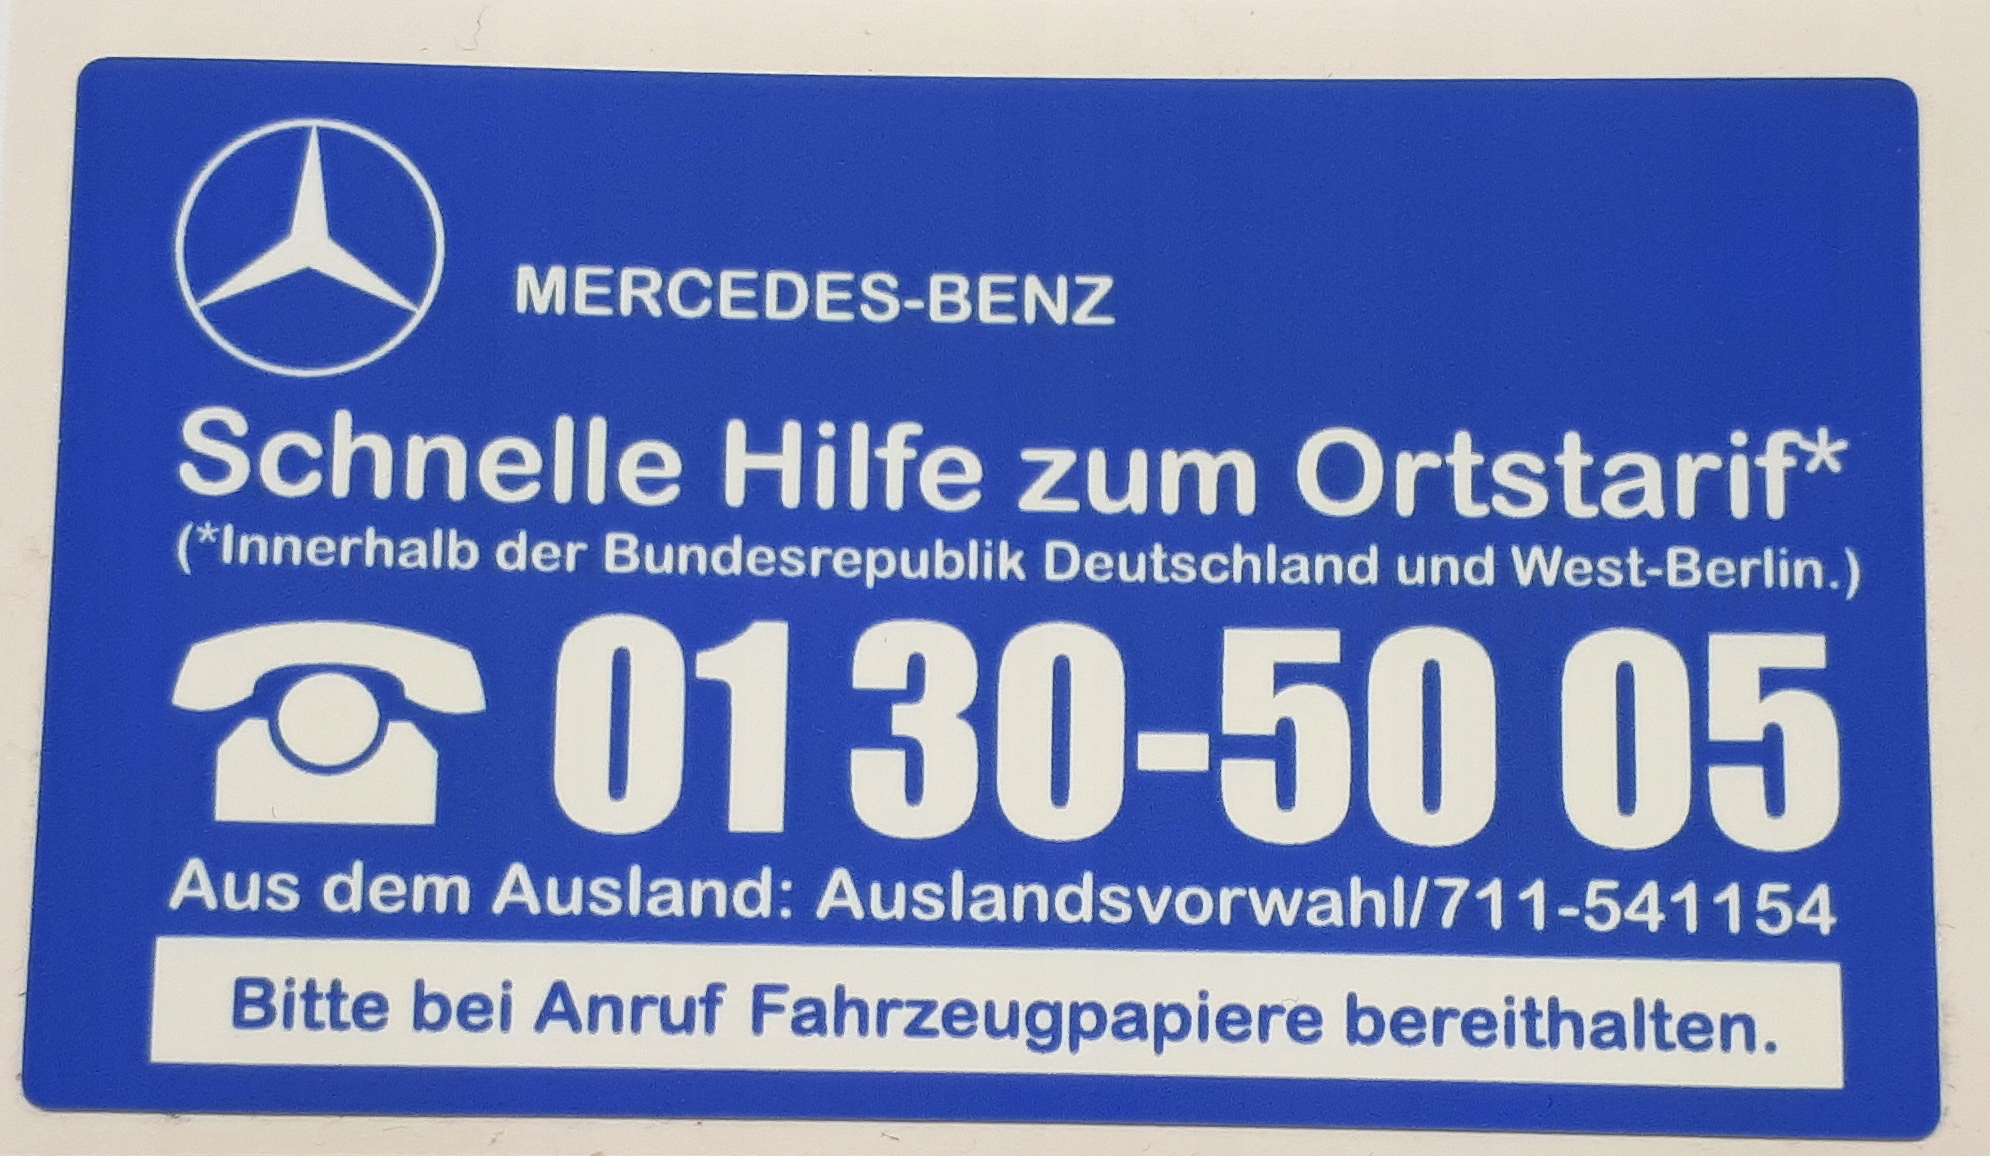 MERCEDES-BENZ
Schnelle Hilfe zum Ortstarif*
(*Innerhalb der Bundesrepublik Deutschland und West-Berlin.)
01 30-50 05
Aus dem Ausland: Auslandsvorwahl/711-541154
Bitte bei Anruf Fahrzeugpapiere bereithalten.